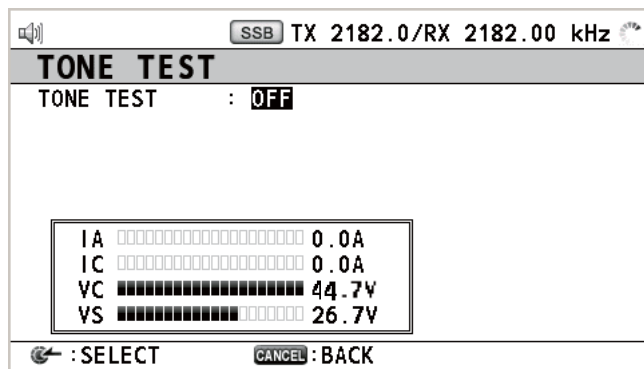 SSB TX 2182.0/RX 2182.00 kHz
TONE TEST
TONE TEST : OFF
IA 0.0A
IC 0.0A
VC 44.7V
VS 26.7V
:SELECT CANCEL:BACK